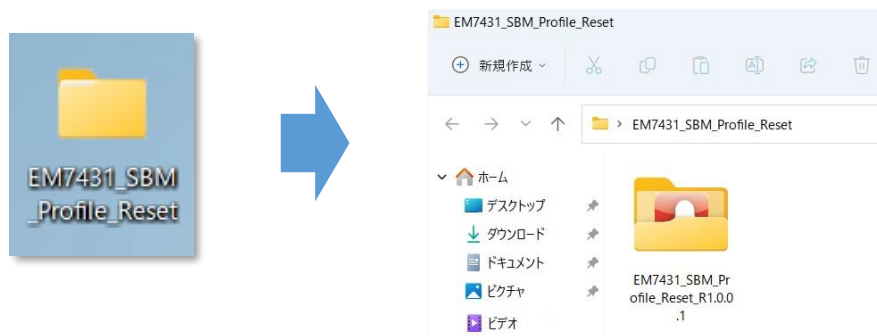 EM7431_SBM
_Profile_Reset
EM7431_SBM_Profile_Reset
新規作成
EM7431_SBM_Profile_Reset
ホーム
デスクトップ
ダウンロード
ドキュメント
ピクチャ
ビデオ
EM7431_SBM_Pr
ofile_Reset_R1.0.0
.1